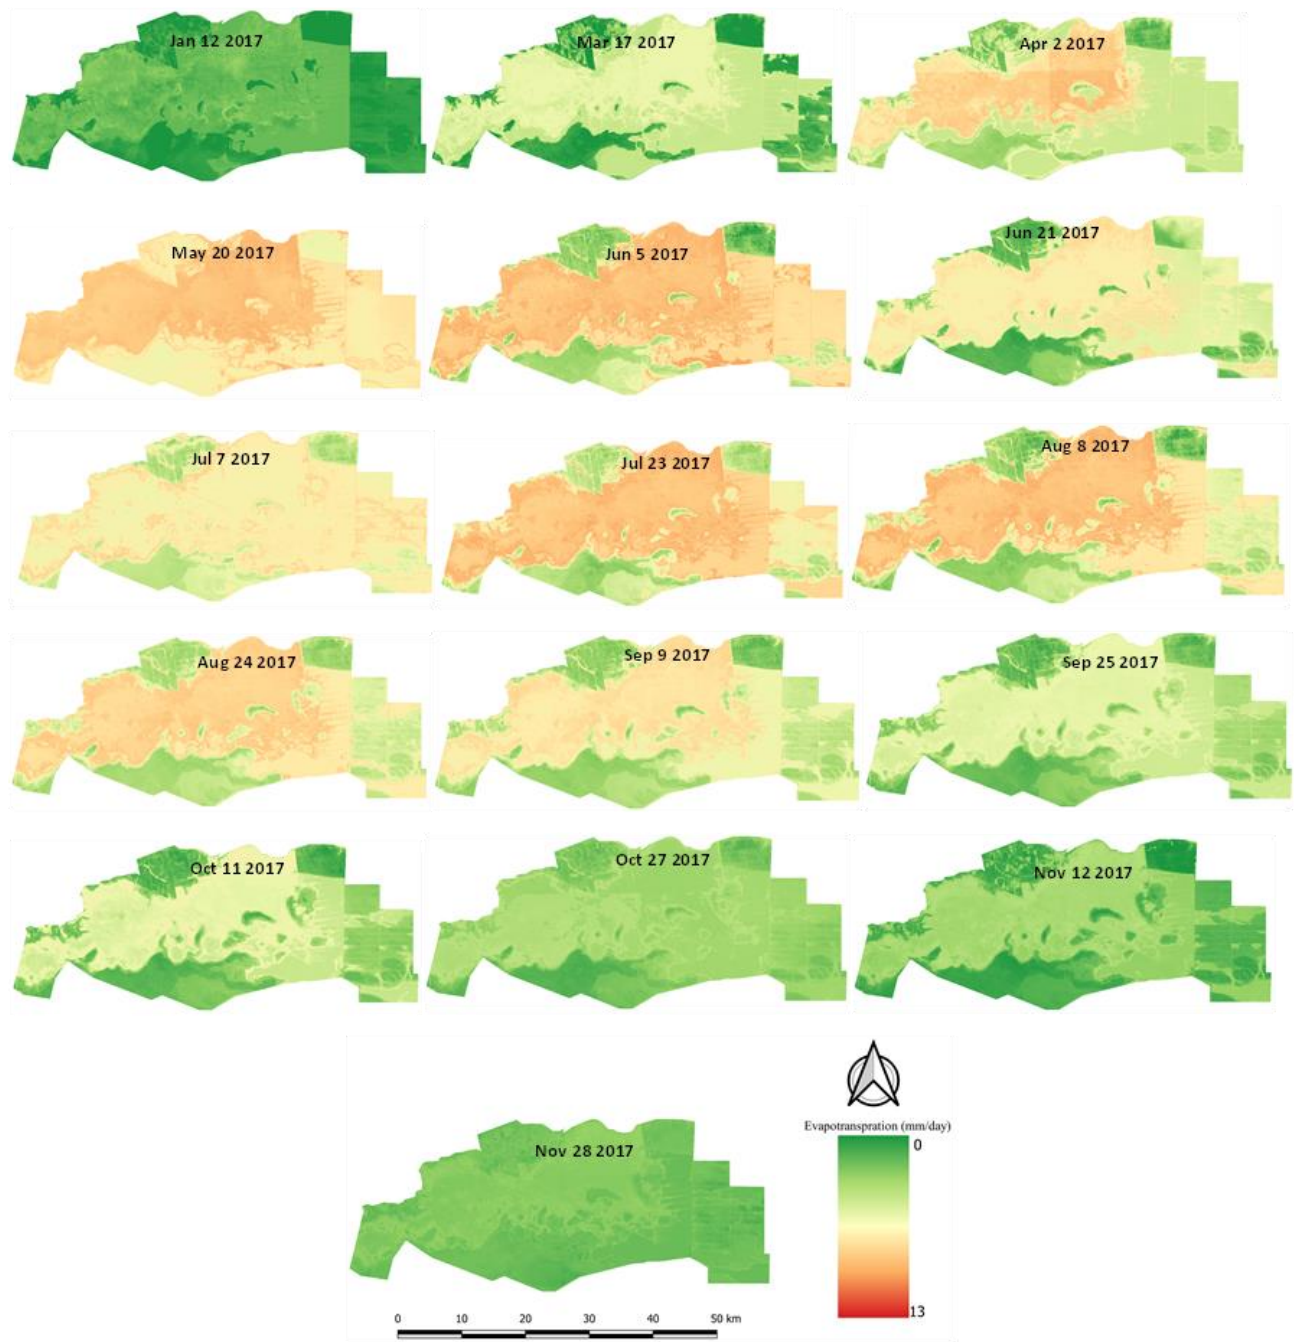 Jan 12 2017
Mar 17 2017
Apr 2 2017
May 20 2017
Jun 5 2017
Jun 21 2017
Jul 7 2017
Jul 23 2017
Aug 8 2017
Aug 24 2017
Sep 9 2017
Sep 25 2017
Oct 11 2017
Oct 27 2017
Nov 12 2017
Nov 28 2017
Evapotranspration (mm/day)
0
13
0 10 20 30 40 50 km